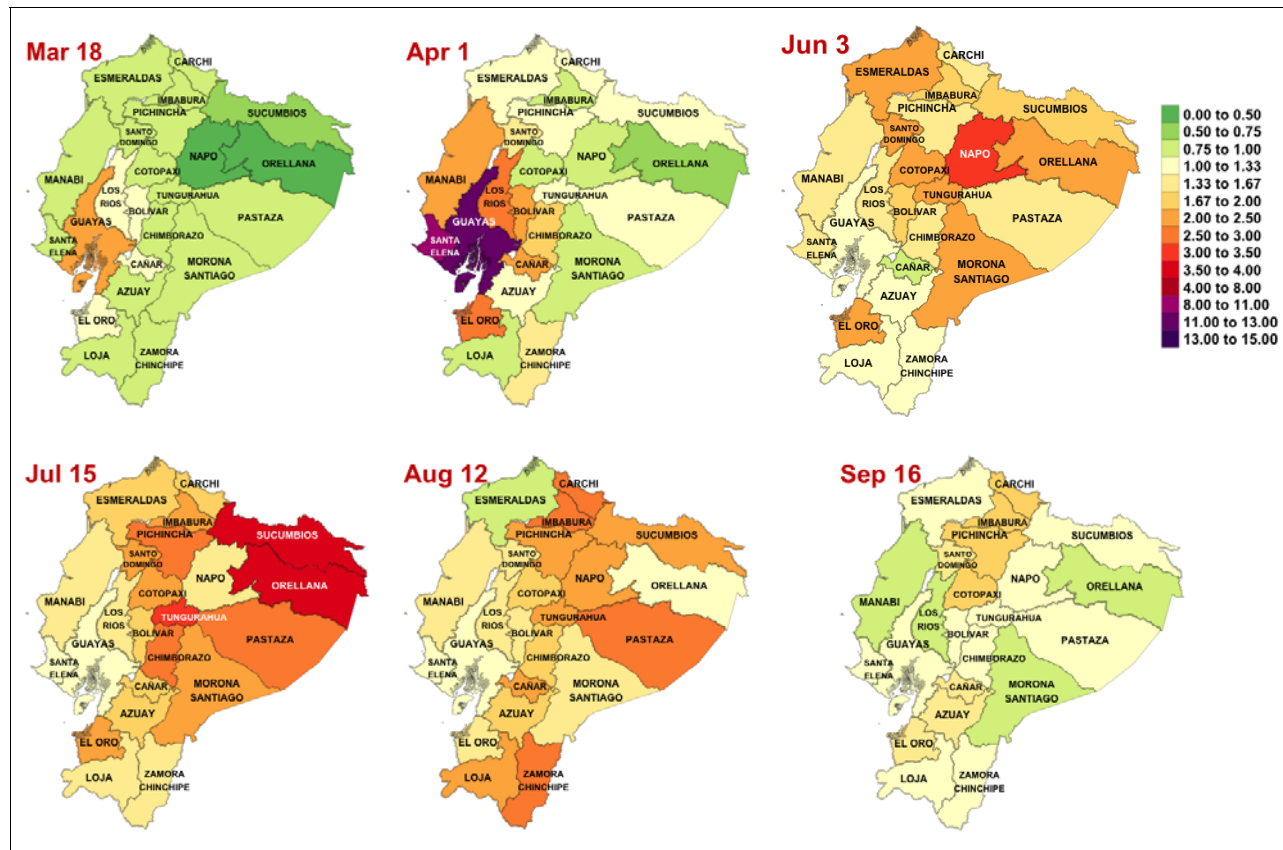 Mar 18
CARCHI
ESMERALDAS
IMBABURA
PICHINCHA
SUCUMBIOS
SANTO
DOMINGO
NAPO
ORELLANA
COTOPAXI
MANABI
LOS
RIOS
TUNGURAHUA
BOLIVAR
PASTAZA
GUAYAS
CHIMBORAZO
SANTA
ELENA
CAÑAR
MORONA
SANTIAGO
AZUAY
EL ORO
LOJA
ZAMORA
CHINCHIPE
Apr 1
CARCHI
ESMERALDAS
IMBABURA
PICHINCHA
SUCUMBIOS
SANTO
DOMINGO
NAPO
ORELLANA
COTOPAXI
MANABI
LOS
RIOS
TUNGURAHUA
BOLIVAR
PASTAZA
GUAYAS
CHIMBORAZO
SANTA
ELENA
CAÑAR
MORONA
SANTIAGO
AZUAY
EL ORO
LOJA
ZAMORA
CHINCHIPE
Jun 3
CARCHI
ESMERALDAS
IMBABURA
PICHINCHA
SUCUMBIOS
SANTO
DOMINGO
NAPO
ORELLANA
COTOPAXI
MANABI
LOS
RIOS
TUNGURAHUA
BOLIVAR
PASTAZA
GUAYAS
CHIMBORAZO
SANTA
ELENA
CAÑAR
MORONA
SANTIAGO
AZUAY
EL ORO
LOJA
ZAMORA
CHINCHIPE
0.00 to 0.50
0.50 to 0.75
0.75 to 1.00
1.00 to 1.33
1.33 to 1.67
1.67 to 2.00
2.00 to 2.50
2.50 to 3.00
3.00 to 3.50
3.50 to 4.00
4.00 to 8.00
8.00 to 11.00
11.00 to 13.00
13.00 to 15.00
Jul 15
CARCHI
ESMERALDAS
IMBABURA
PICHINCHA
SUCUMBIOS
SANTO
DOMINGO
NAPO
ORELLANA
COTOPAXI
MANABI
LOS
RIOS
TUNGURAHUA
BOLIVAR
PASTAZA
GUAYAS
CHIMBORAZO
SANTA
ELENA
CAÑAR
MORONA
SANTIAGO
AZUAY
EL ORO
LOJA
ZAMORA
CHINCHIPE
Aug 12
CARCHI
ESMERALDAS
IMBABURA
PICHINCHA
SUCUMBIOS
SANTO
DOMINGO
NAPO
ORELLANA
COTOPAXI
MANABI
LOS
RIOS
TUNGURAHUA
BOLIVAR
PASTAZA
GUAYAS
CHIMBORAZO
SANTA
ELENA
CAÑAR
MORONA
SANTIAGO
AZUAY
EL ORO
LOJA
ZAMORA
CHINCHIPE
Sep 16
CARCHI
ESMERALDAS
IMBABURA
PICHINCHA
SUCUMBIOS
SANTO
DOMINGO
NAPO
ORELLANA
COTOPAXI
MANABI
LOS
RIOS
TUNGURAHUA
BOLIVAR
PASTAZA
GUAYAS
CHIMBORAZO
SANTA
ELENA
CAÑAR
MORONA
SANTIAGO
AZUAY
EL ORO
LOJA
ZAMORA
CHINCHIPE